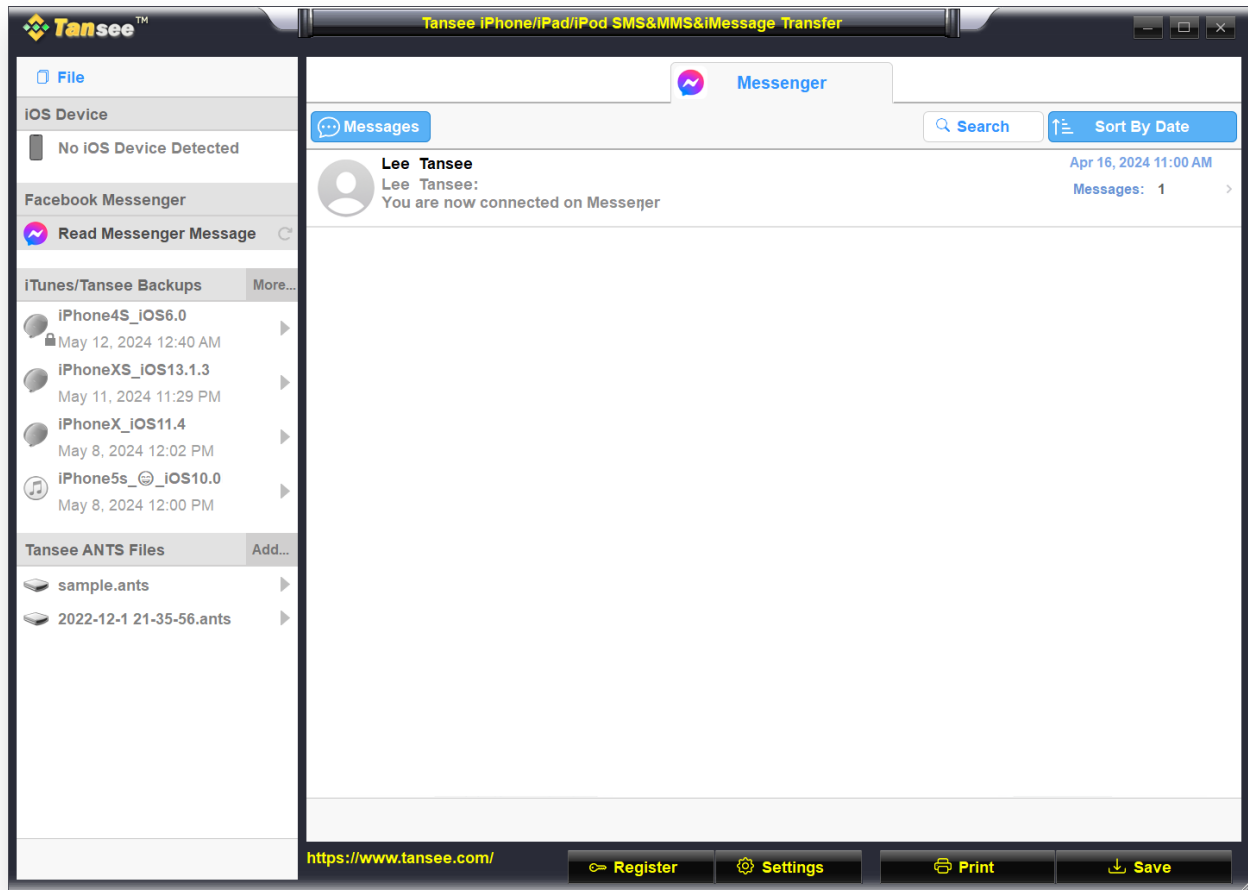 Tansee™
Tansee iPhone/iPad/iPod SMS&MMS&iMessage Transfer
File
iOS Device
No iOS Device Detected
Facebook Messenger
Read Messenger Message
iTunes/Tansee Backups
More...
iPhone4S_iOS6.0
May 12, 2024 12:40 AM
iPhoneXS_iOS13.1.3
May 11, 2024 11:29 PM
iPhoneX_iOS11.4
May 8, 2024 12:02 PM
iPhone5s_😁_iOS10.0
May 8, 2024 12:00 PM
Tansee ANTS Files
Add...
sample.ants
2022-12-1 21-35-56.ants
Messenger
Messages
Search
Sort By Date
Lee Tansee
Apr 16, 2024 11:00 AM
Lee Tansee:
Messages: 1
You are now connected on Messeņer
https://www.tansee.com/
Register
Settings
Print
Save